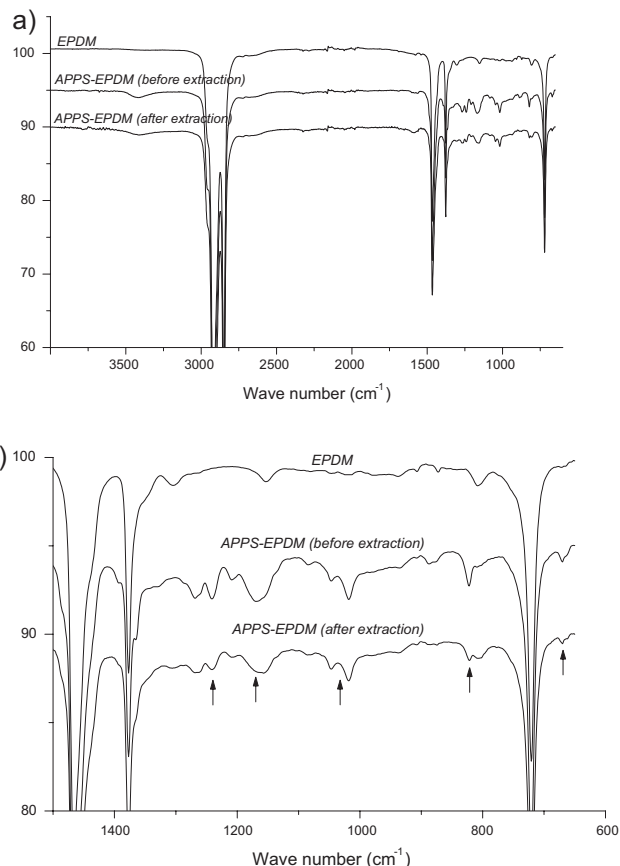 a)
EPDM
100
APPS-EPDM (before extraction)
APPS-EPDM (after extraction)
90
80
70
60
3500 3000 2500 2000 1500 1000
Wave number (cm-1)
)
100
EPDM
APPS-EPDM (before extraction)
90
APPS-EPDM (after extraction)
80
1400 1200 1000 800 600
Wave number (cm-1)